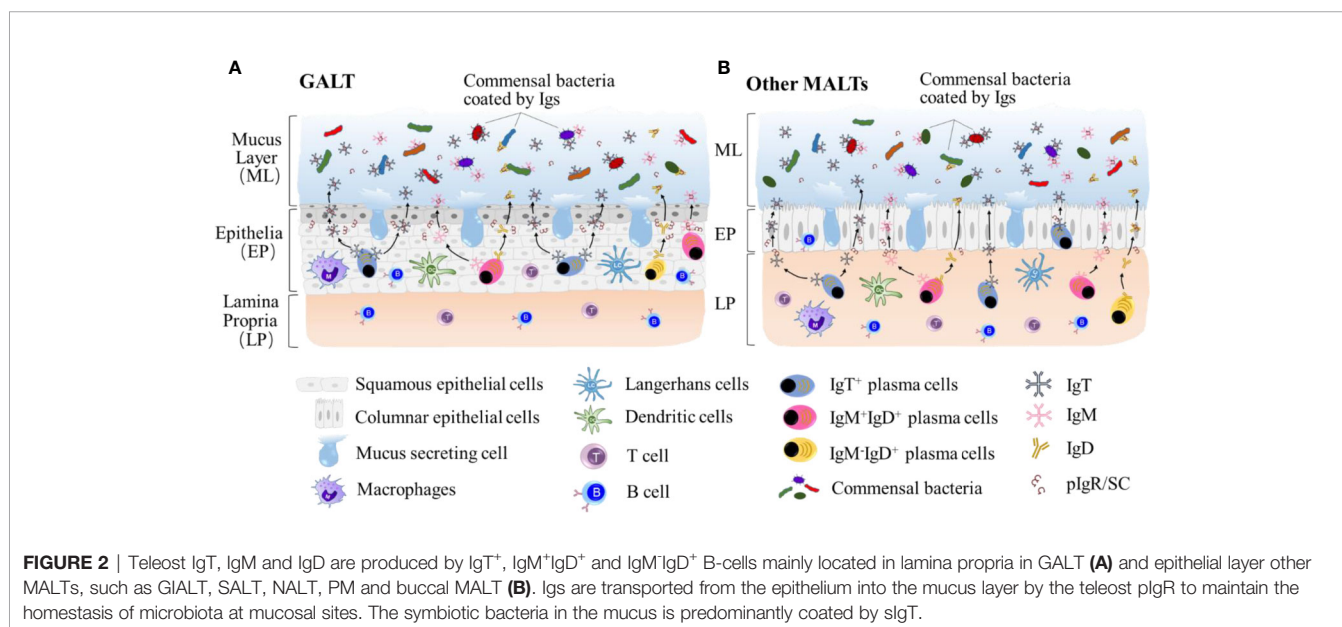 A
GALT
Commensal bacteria
coated by Igs
Mucus
Layer
(ML)
Epithelia
(EP)
Lamina
Propria
(LP)
B
Other MALTs
Commensal bacteria
coated by Igs
ML
EP
LP
Squamous epithelial cells
Columnar epithelial cells
Mucus secreting cell
Macrophages
Langerhans cells
Dendritic cells
T cell
B cell
IgT⁺ plasma cells
IgM⁺IgD⁺ plasma cells
IgM⁻IgD⁺ plasma cells
Commensal bacteria
IgT
IgM
IgD
pIgR/SC
FIGURE 2 | Teleost IgT, IgM and IgD are produced by IgT⁺, IgM⁺IgD⁺ and IgM⁻IgD⁺ B-cells mainly located in lamina propria in GALT (A) and epithelial layer other
MALTs, such as GIALT, SALT, NALT, PM and buccal MALT (B). Igs are transported from the epithelium into the mucus layer by the teleost pIgR to maintain the
homestasis of microbiota at mucosal sites. The symbiotic bacteria in the mucus is predominantly coated by sIgT.